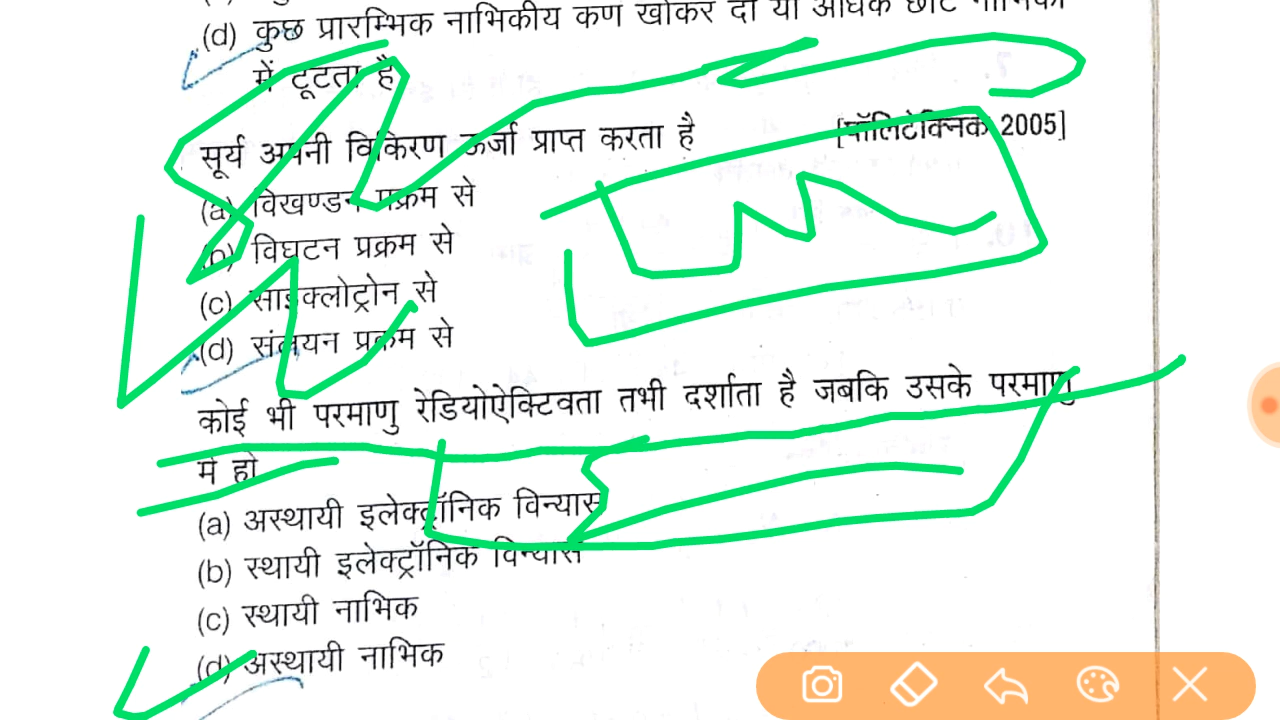 (d) कुछ प्रारम्भिक नाभिकीय कण खोकर दो या अधिक छोटे नाभिकों
में टूटता है
सूर्य अपनी विकिरण ऊर्जा प्राप्त करता है [पॉलिटेक्निक 2005]
(a) विखण्डन प्रक्रम से
(b) विघटन प्रक्रम से
(c) साइक्लोट्रोन से
(d) संलयन प्रक्रम से
कोई भी परमाणु रेडियोऐक्टिवता तभी दर्शाता है जबकि उसके परमाणु
में हो
(a) अस्थायी इलेक्ट्रॉनिक विन्यास
(b) स्थायी इलेक्ट्रॉनिक विन्यास
(c) स्थायी नाभिक
(d) अस्थायी नाभिक